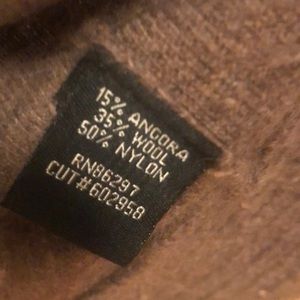 15% ANGORA
35% WOOL
50% NYLON
RN86297
CUT#602958